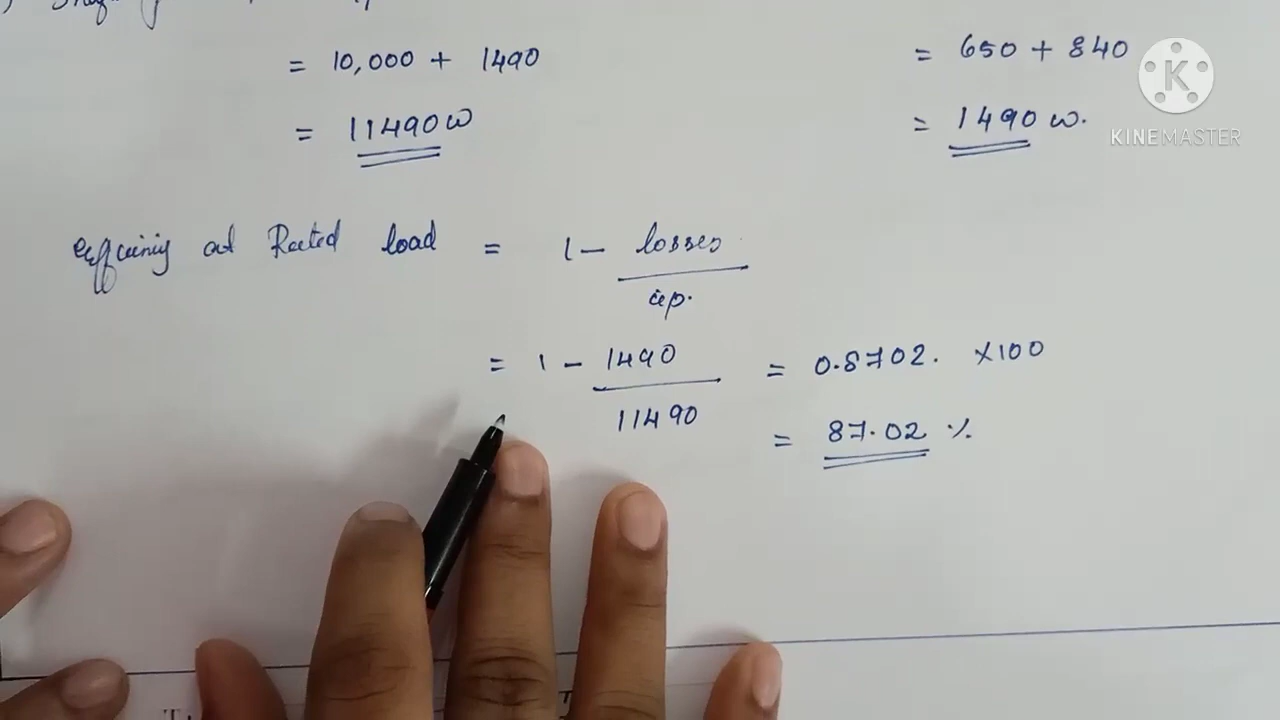 = 10,000 + 1490
= 650 + 840
= 11490 W
= 1490 W.
K
KINEMASTER
at Rated load = 1 - losses
i/p.
= 1 - 1490 = 0.8702. ×100
11490
= 87.02 %